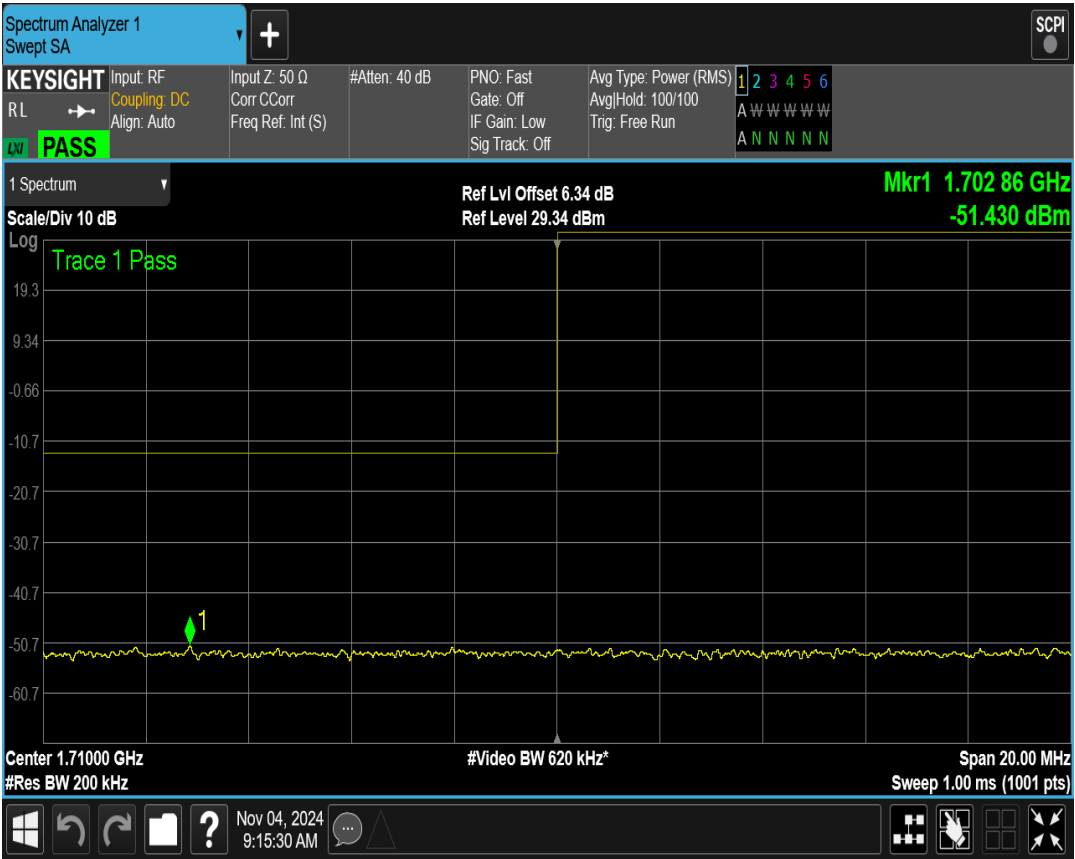 Spectrum Analyzer 1
Swept SA
+
SCPI
KEYSIGHT
RL
LXI PASS
Input: RF
Coupling: DC
Align: Auto
Input Z: 50 Ω
Corr CCorr
Freq Ref: Int (S)
#Atten: 40 dB
PNO: Fast
Gate: Off
IF Gain: Low
Sig Track: Off
Avg Type: Power (RMS)
Avg|Hold: 100/100
Trig: Free Run
1 2 3 4 5 6
A W W W W W
A N N N N N
1 Spectrum
Scale/Div 10 dB
Ref Lvl Offset 6.34 dB
Ref Level 29.34 dBm
Mkr1 1.702 86 GHz
-51.430 dBm
Log
Trace 1 Pass
19.3
9.34
-0.66
-10.7
-20.7
-30.7
-40.7
1
-50.7
-60.7
Center 1.71000 GHz
#Video BW 620 kHz*
Span 20.00 MHz
#Res BW 200 kHz
Sweep 1.00 ms (1001 pts)
?
Nov 04, 2024
9:15:30 AM